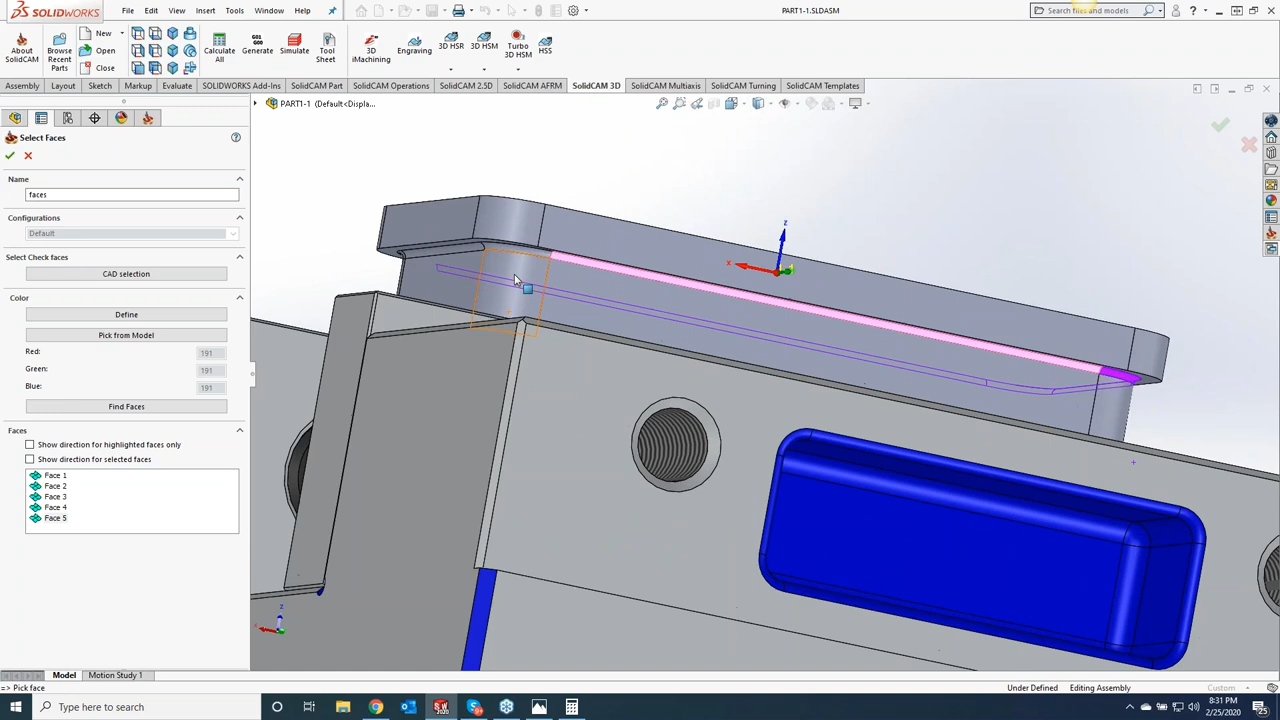 SOLIDWORKS
File Edit View Insert Tools Window Help
PART1-1.SLDASM
Search files and models
About SolidCAM
Browse Recent Parts
New
Open
Close
Calculate All
G01 G00 Generate
Simulate
Tool Sheet
3D iMachining
Engraving
3D HSR
3D HSM
Turbo 3D HSM
HSS
Assembly Layout Sketch Markup Evaluate SOLIDWORKS Add-Ins SolidCAM Part SolidCAM Operations SolidCAM 2.5D SolidCAM AFRM SolidCAM 3D SolidCAM Multiaxis SolidCAM Turning SolidCAM Templates
PART1-1 (Default<Displa...
Select Faces
Name
faces
Configurations
Default
Select Check faces
CAD selection
Color
Define
Pick from Model
Red: 191
Green: 191
Blue: 191
Find Faces
Faces
Show direction for highlighted faces only
Show direction for selected faces
Face 1
Face 2
Face 3
Face 4
Face 5
z
x
z
Model Motion Study 1
=> Pick face
Under Defined Editing Assembly Custom
Type here to search
SW 2020
8:31 PM
2/25/2020
25